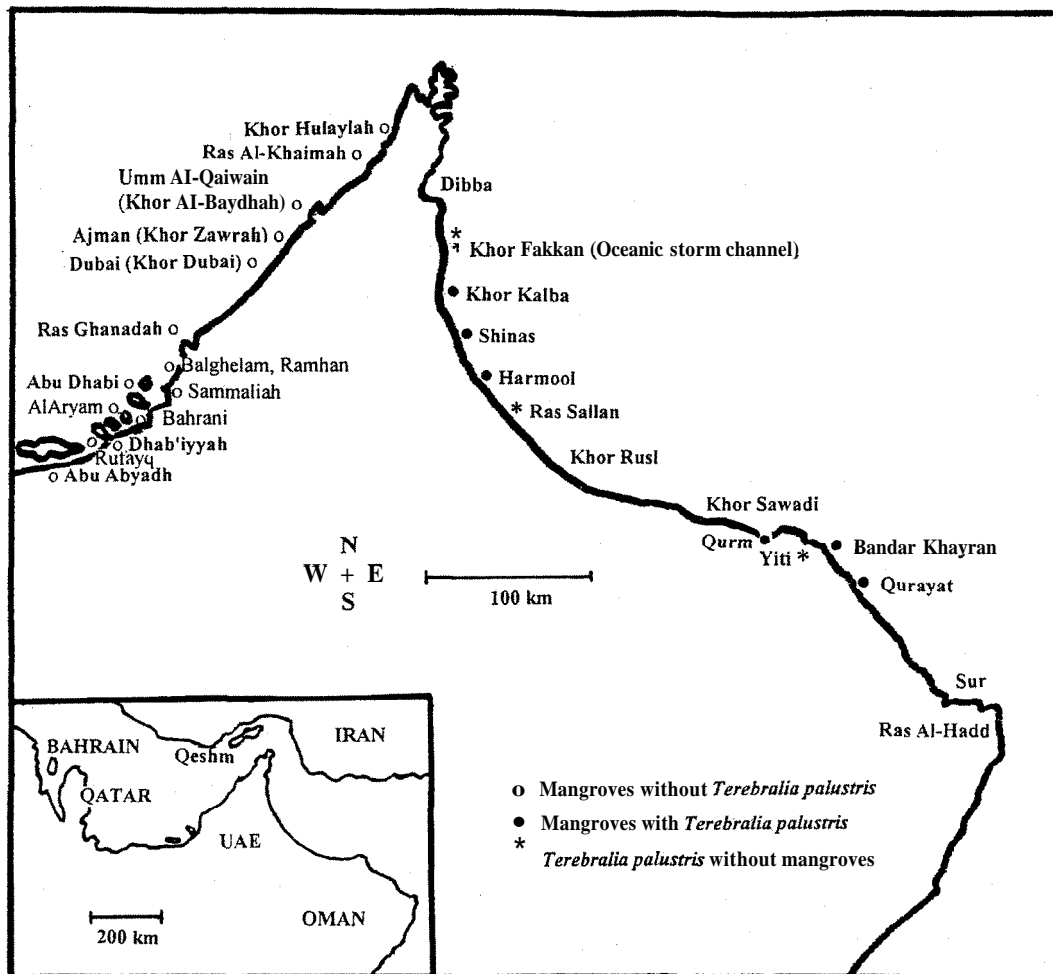 Khor Hulaylah
Ras Al-Khaimah
Umm AI-Qaiwain
(Khor AI-Baydhah)
Ajman (Khor Zawrah)
Dubai (Khor Dubai)
Ras Ghanadah
Balghelam, Ramhan
Abu Dhabi
Sammaliah
AlAryam
Bahrani
Dhab'iyyah
Rufayq
Abu Abyadh
Dibba
*
Khor Fakkan (Oceanic storm channel)
Khor Kalba
Shinas
Harmool
* Ras Sallan
Khor Rusl
Khor Sawadi
Qurm
Yiti *
Bandar Khayran
Qurayat
Sur
Ras Al-Hadd
N
W + E
S
100 km
BAHRAIN
Qeshm
IRAN
QATAR
UAE
OMAN
200 km
o Mangroves without Terebralia palustris
● Mangroves with Terebralia palustris
* Terebralia palustris without mangroves